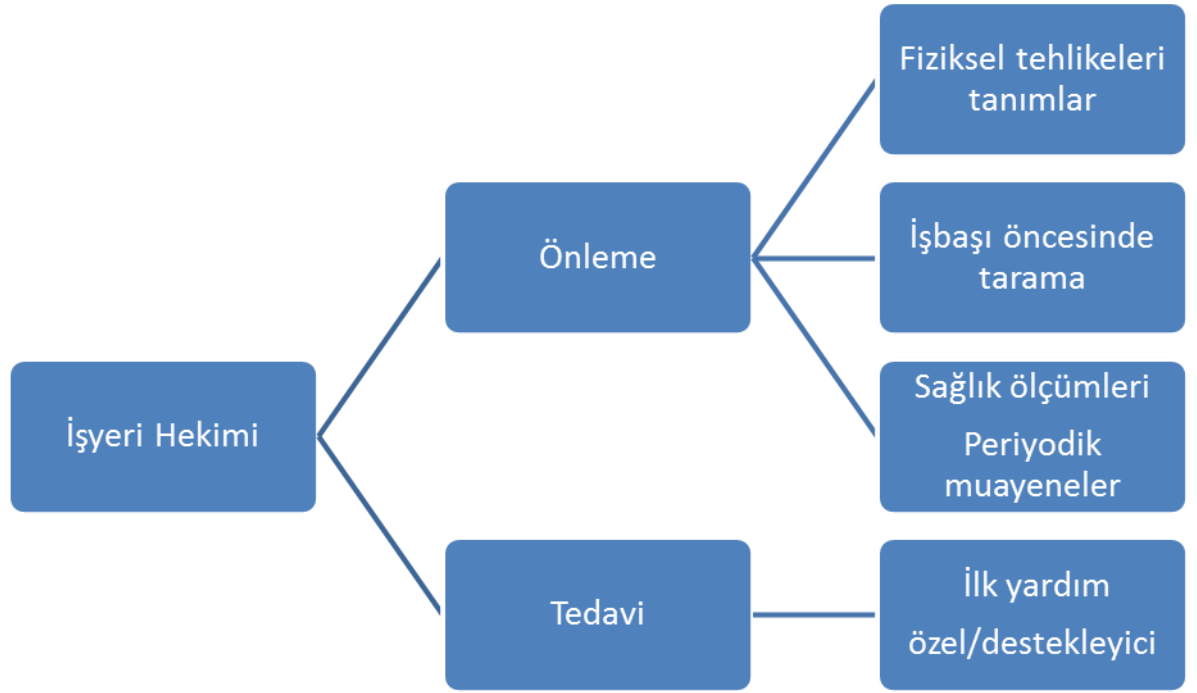 Fiziksel tehlikeleri
tanımlar
Önleme
İşbaşı öncesinde
tarama
İşyeri Hekimi
Sağlık ölçümleri
Periyodik
muayeneler
Tedavi
İlk yardım
özel/destekleyici